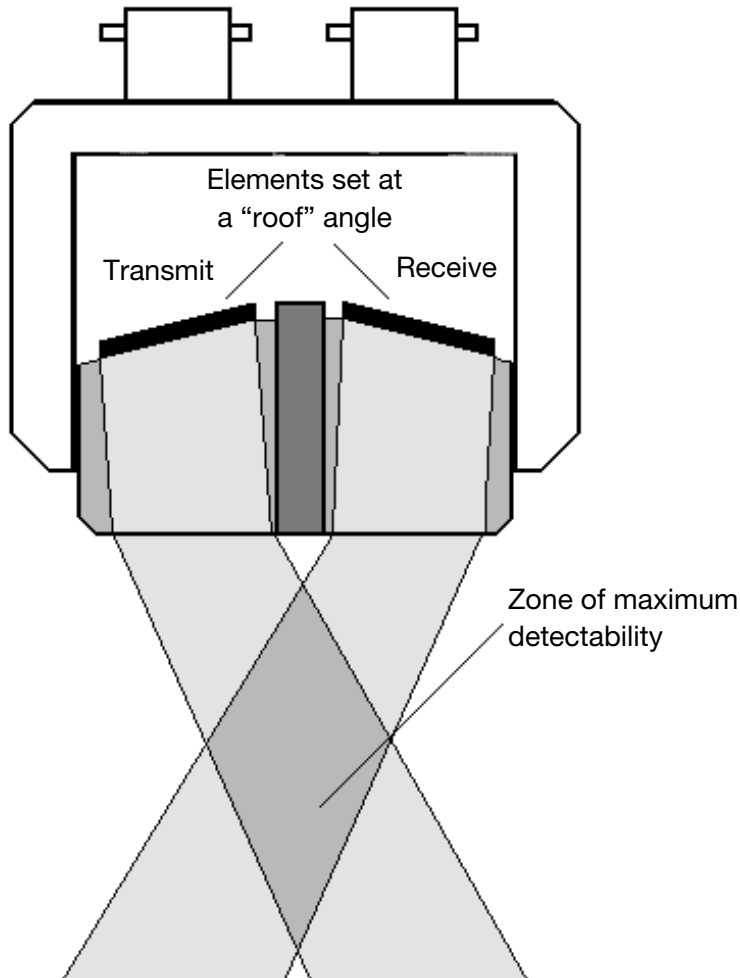 Elements set at
a “roof” angle
Transmit
Receive
Zone of maximum
detectability